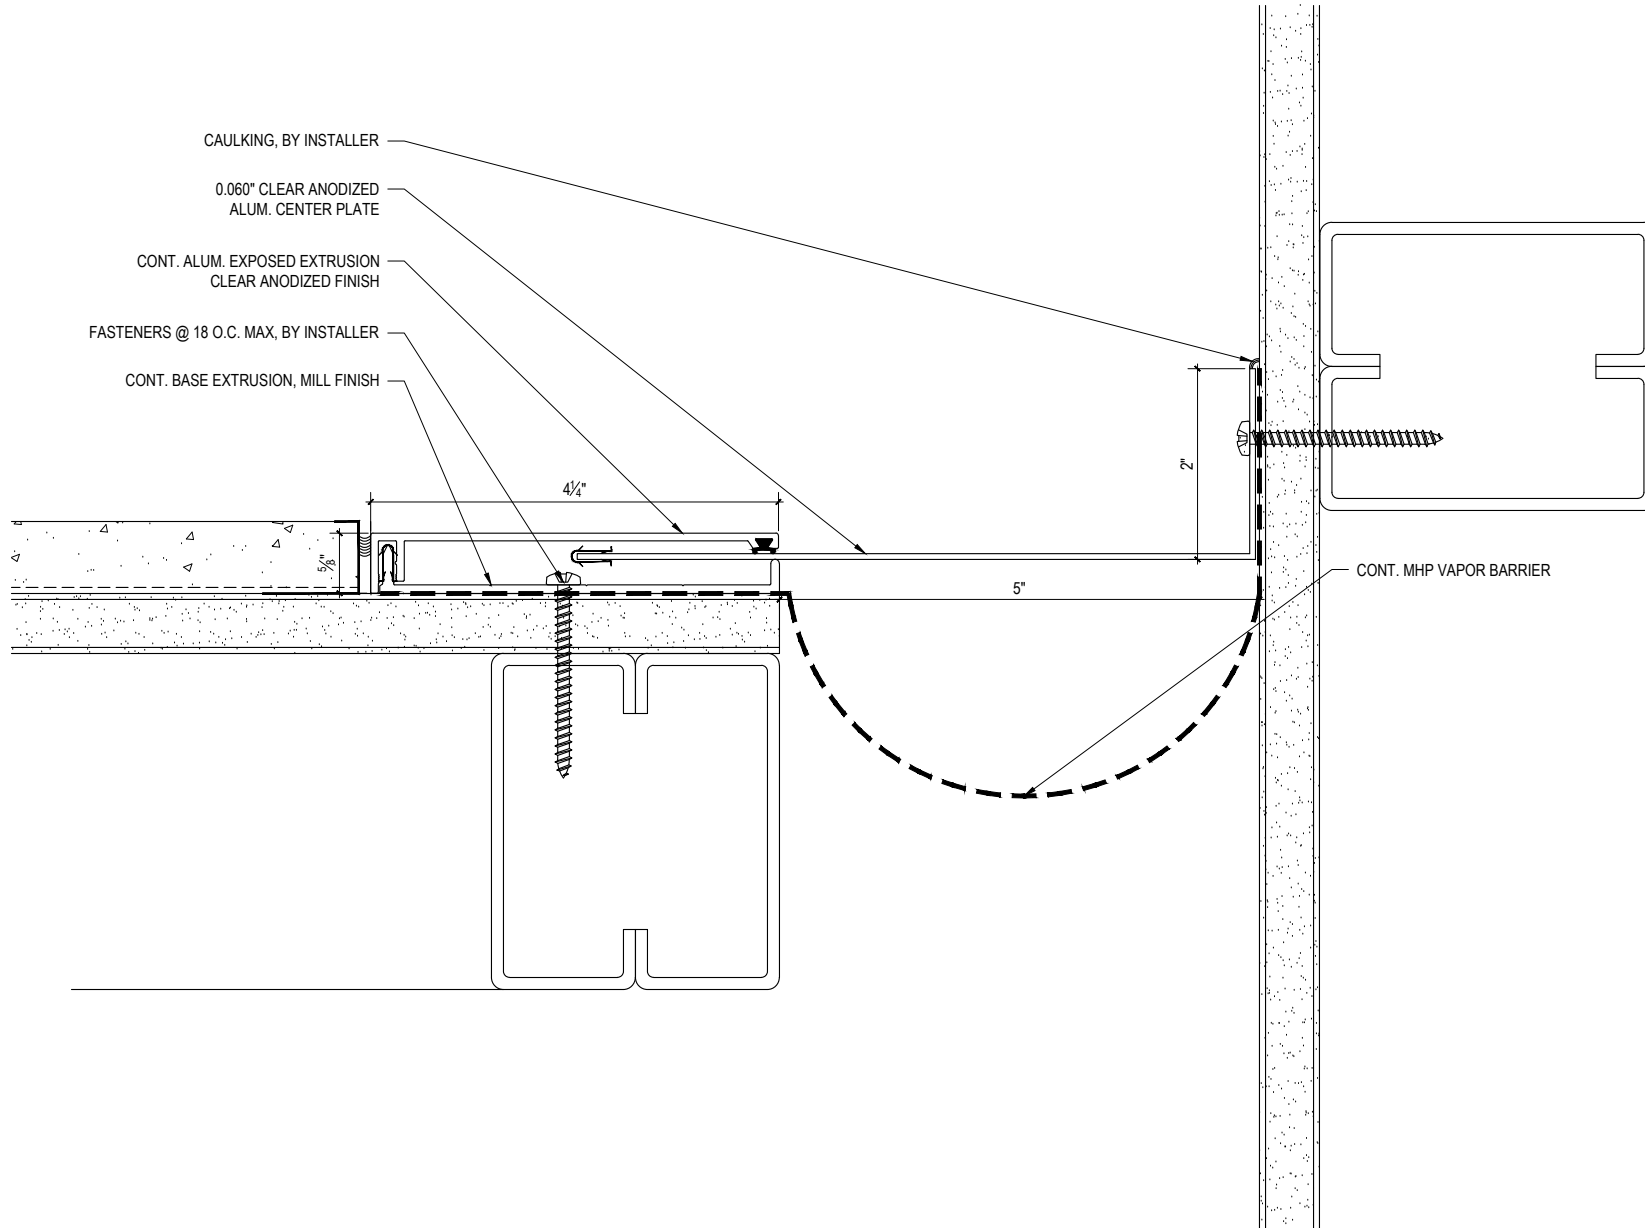 CAULKING, BY INSTALLER
0.060" CLEAR ANODIZED
ALUM. CENTER PLATE
CONT. ALUM. EXPOSED EXTRUSION
CLEAR ANODIZED FINISH
FASTENERS @ 18 O.C. MAX, BY INSTALLER
CONT. BASE EXTRUSION, MILL FINISH
4¼"
2"
⅝"
5"
CONT. MHP VAPOR BARRIER